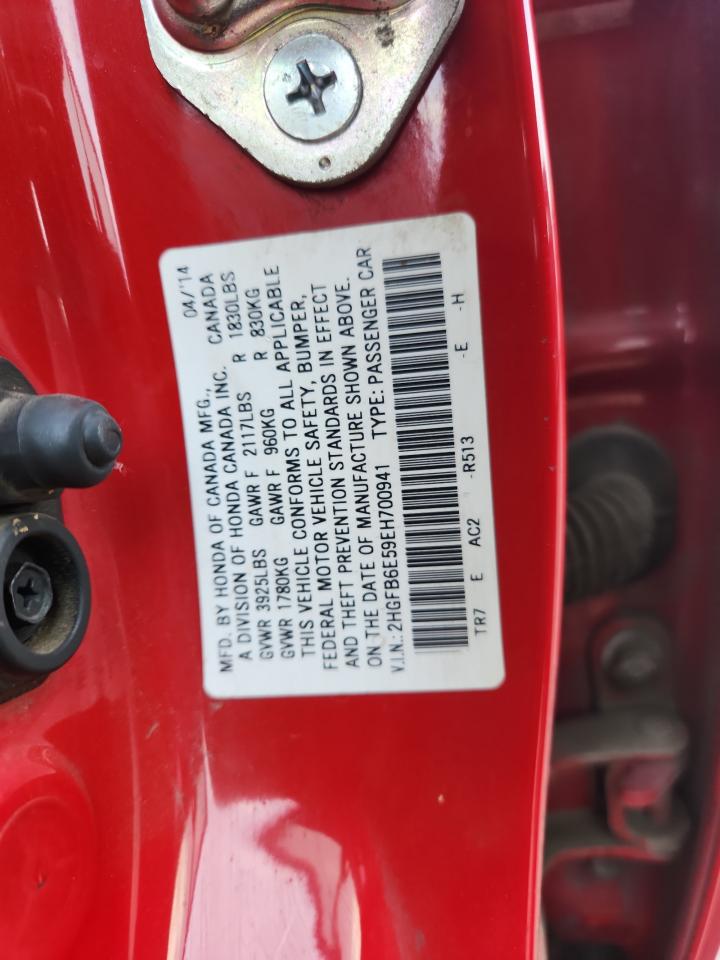 04/'14
MFD. BY HONDA OF CANADA MFG.,
A DIVISION OF HONDA CANADA INC. CANADA
GVWR 3925LBS GAWR F 2117LBS R 1830LBS
GVWR 1780KG GAWR F 960KG R 830KG
THIS VEHICLE CONFORMS TO ALL APPLICABLE
FEDERAL MOTOR VEHICLE SAFETY, BUMPER,
AND THEFT PREVENTION STANDARDS IN EFFECT
ON THE DATE OF MANUFACTURE SHOWN ABOVE.
V.I.N.: 2HGFB6E59EH700941 TYPE: PASSENGER CAR
TR7 E AC2 -R513 -E -H